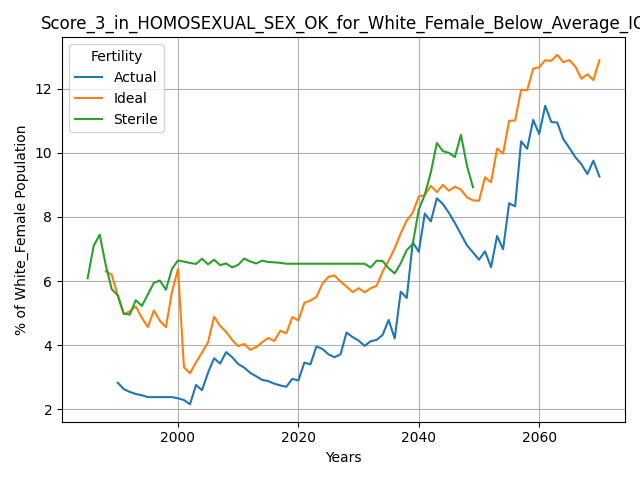 Score_3_in_HOMOSEXUAL_SEX_OK_for_White_Female_Below_Average_IQ
Fertility
Actual
Ideal
Sterile
% of White_Female Population
12
10
8
6
4
2
2000 2020 2040 2060
Years